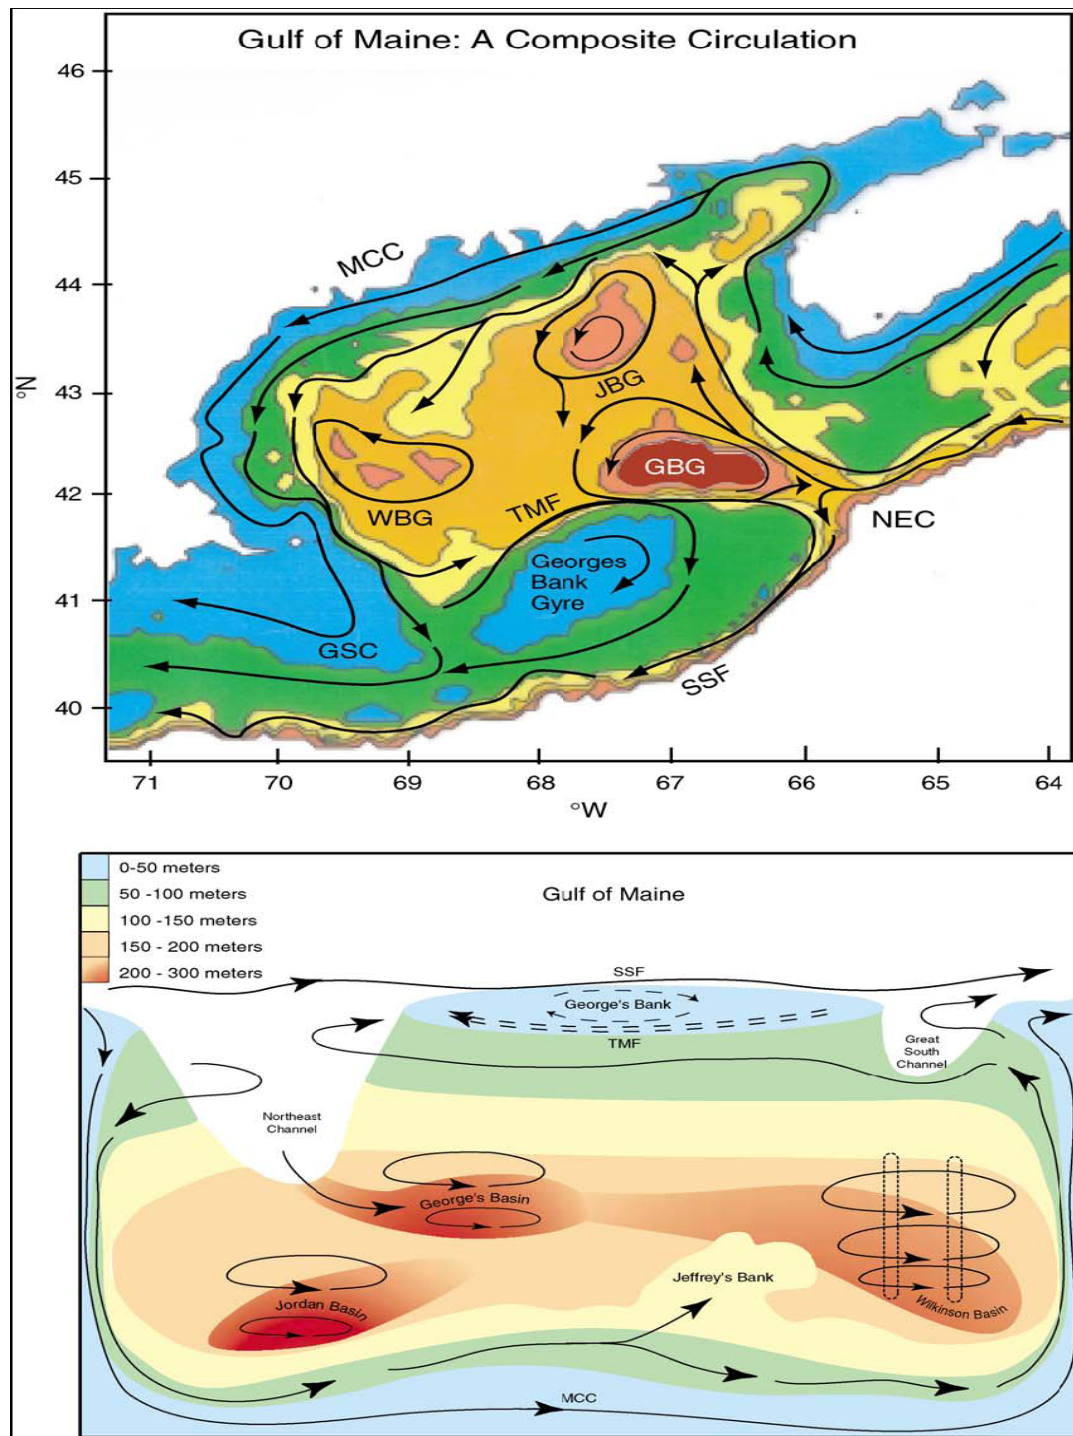 Gulf of Maine: A Composite Circulation
46
45
44
43
42
41
40
N°
MCC
JBG
GBG
WBG
TMF
NEC
Georges
Bank
Gyre
GSC
SSF
71
70
69
68
67
66
65
64
°W
0-50 meters
50 -100 meters
100 -150 meters
150 - 200 meters
200 - 300 meters
Gulf of Maine
SSF
George's Bank
TMF
Great
South
Channel
Northeast
Channel
George's Basin
Jeffrey's Bank
Jordan Basin
Wilkinson Basin
MCC